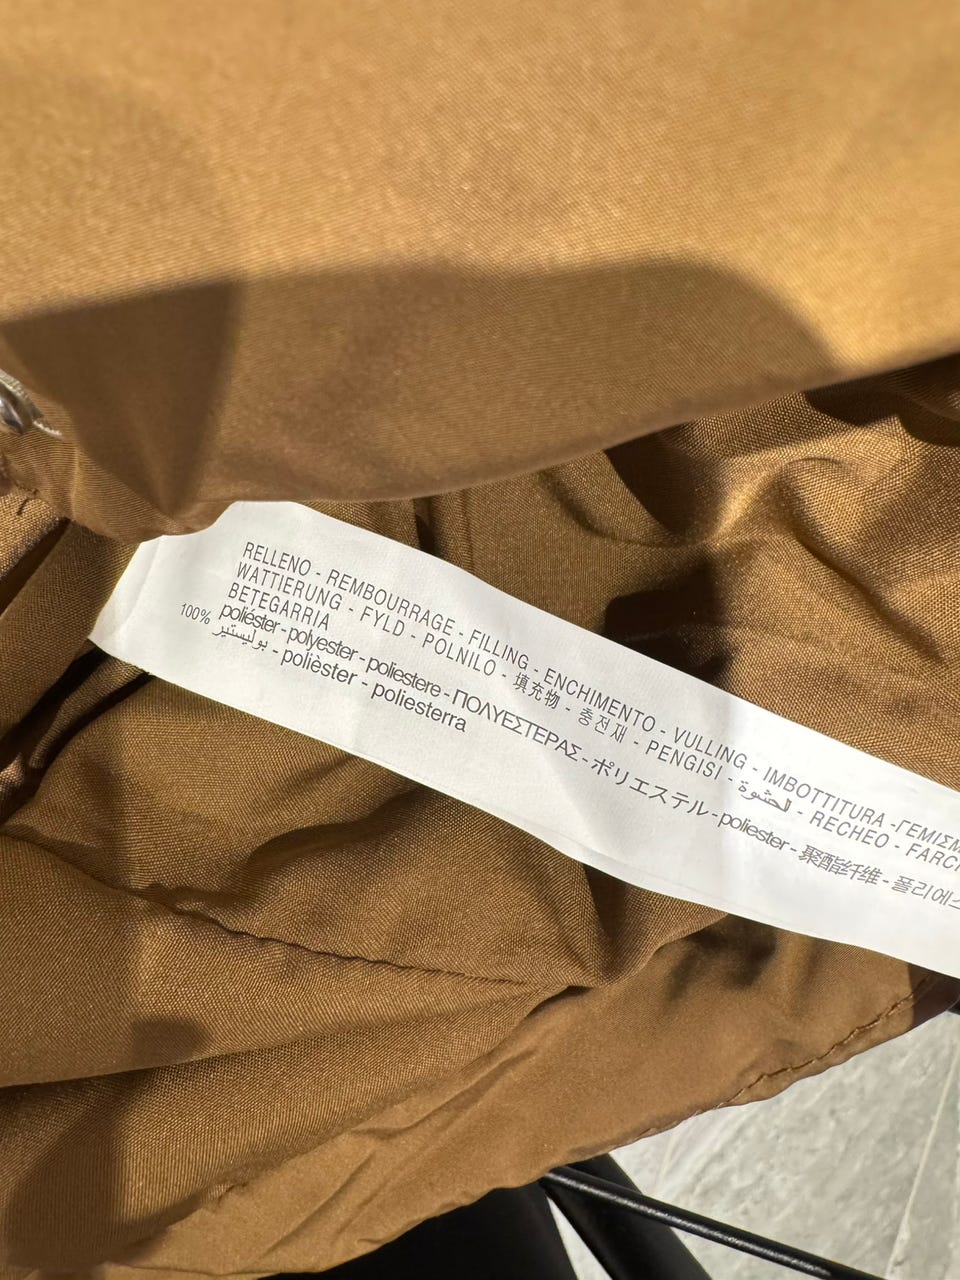 RELLENO - REMBOURRAGE - FILLING - ENCHIMENTO - VULLING - IMBOTTITURA -ΓΕΜΙΣΜ
WATTIERUNG - FYLD - POLNILO - 填充物 - 충전재 - PENGISI - الحشوة - RECHEO - FARCI
BETEGARRIA
100% poliéster - polyester - poliestere - ΠΟΛΥΕΣΤΕΡΑΣ - ポリエステル - poliester - 聚酯纤维 - 폴리에스
بوليستير - polièster - poliesterra